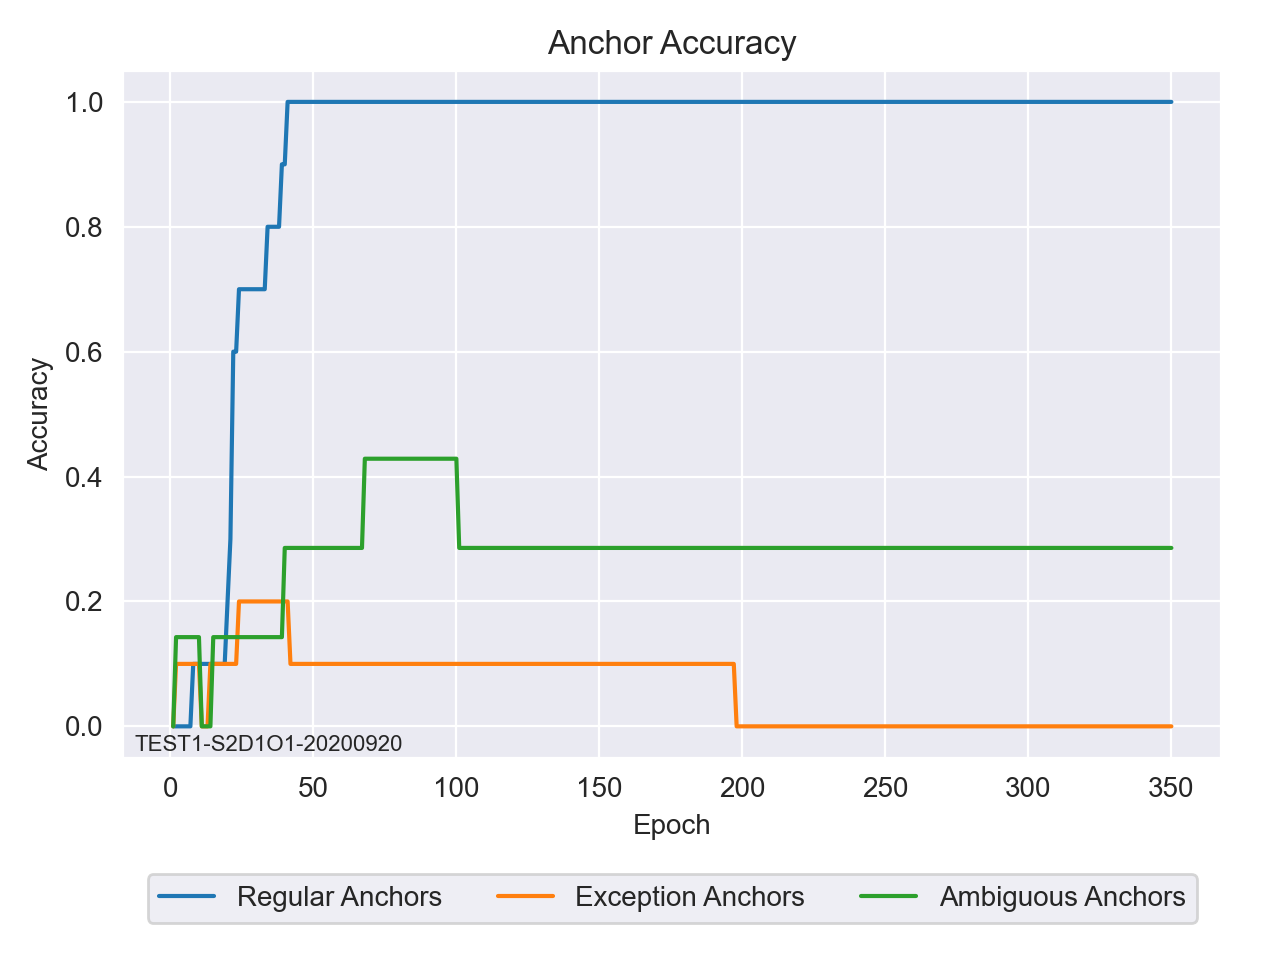 Anchor Accuracy
1.0
0.8
0.6
0.4
0.2
0.0
Accuracy
TEST1-S2D1O1-20200920
0 50 100 150 200 250 300 350
Epoch
Regular Anchors Exception Anchors Ambiguous Anchors